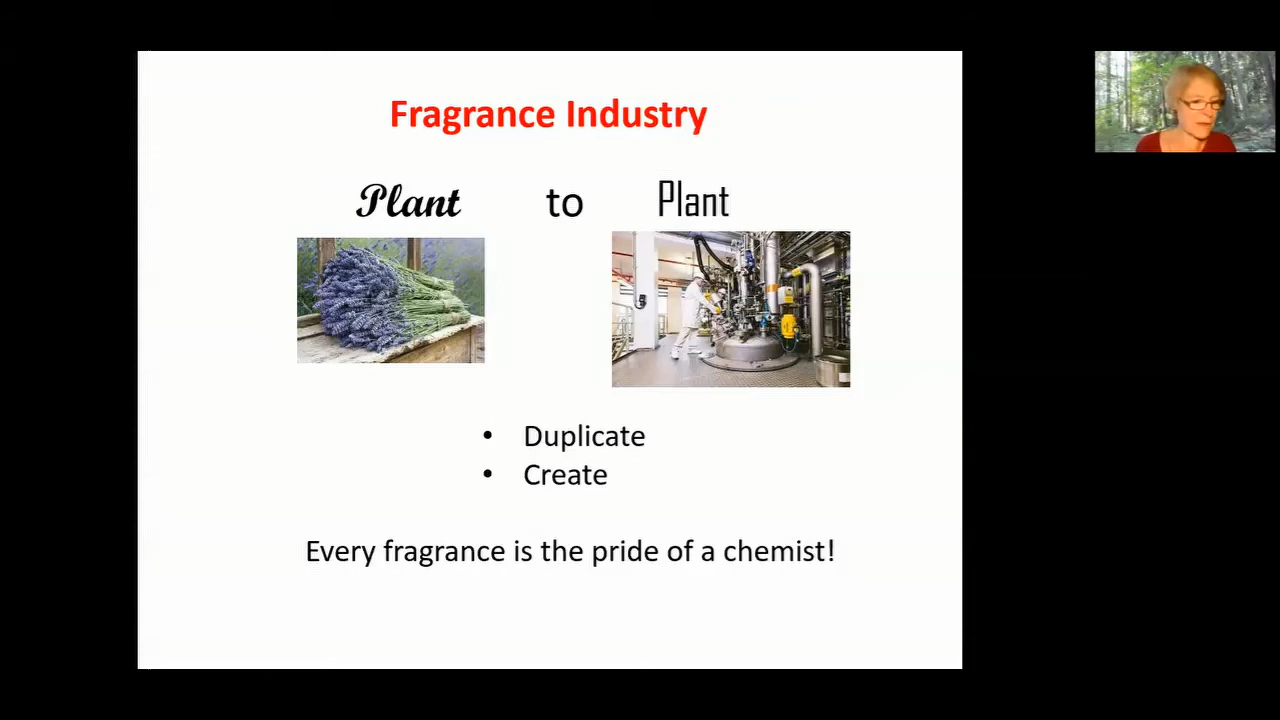 Fragrance Industry
Plant to Plant
• Duplicate
• Create
Every fragrance is the pride of a chemist!